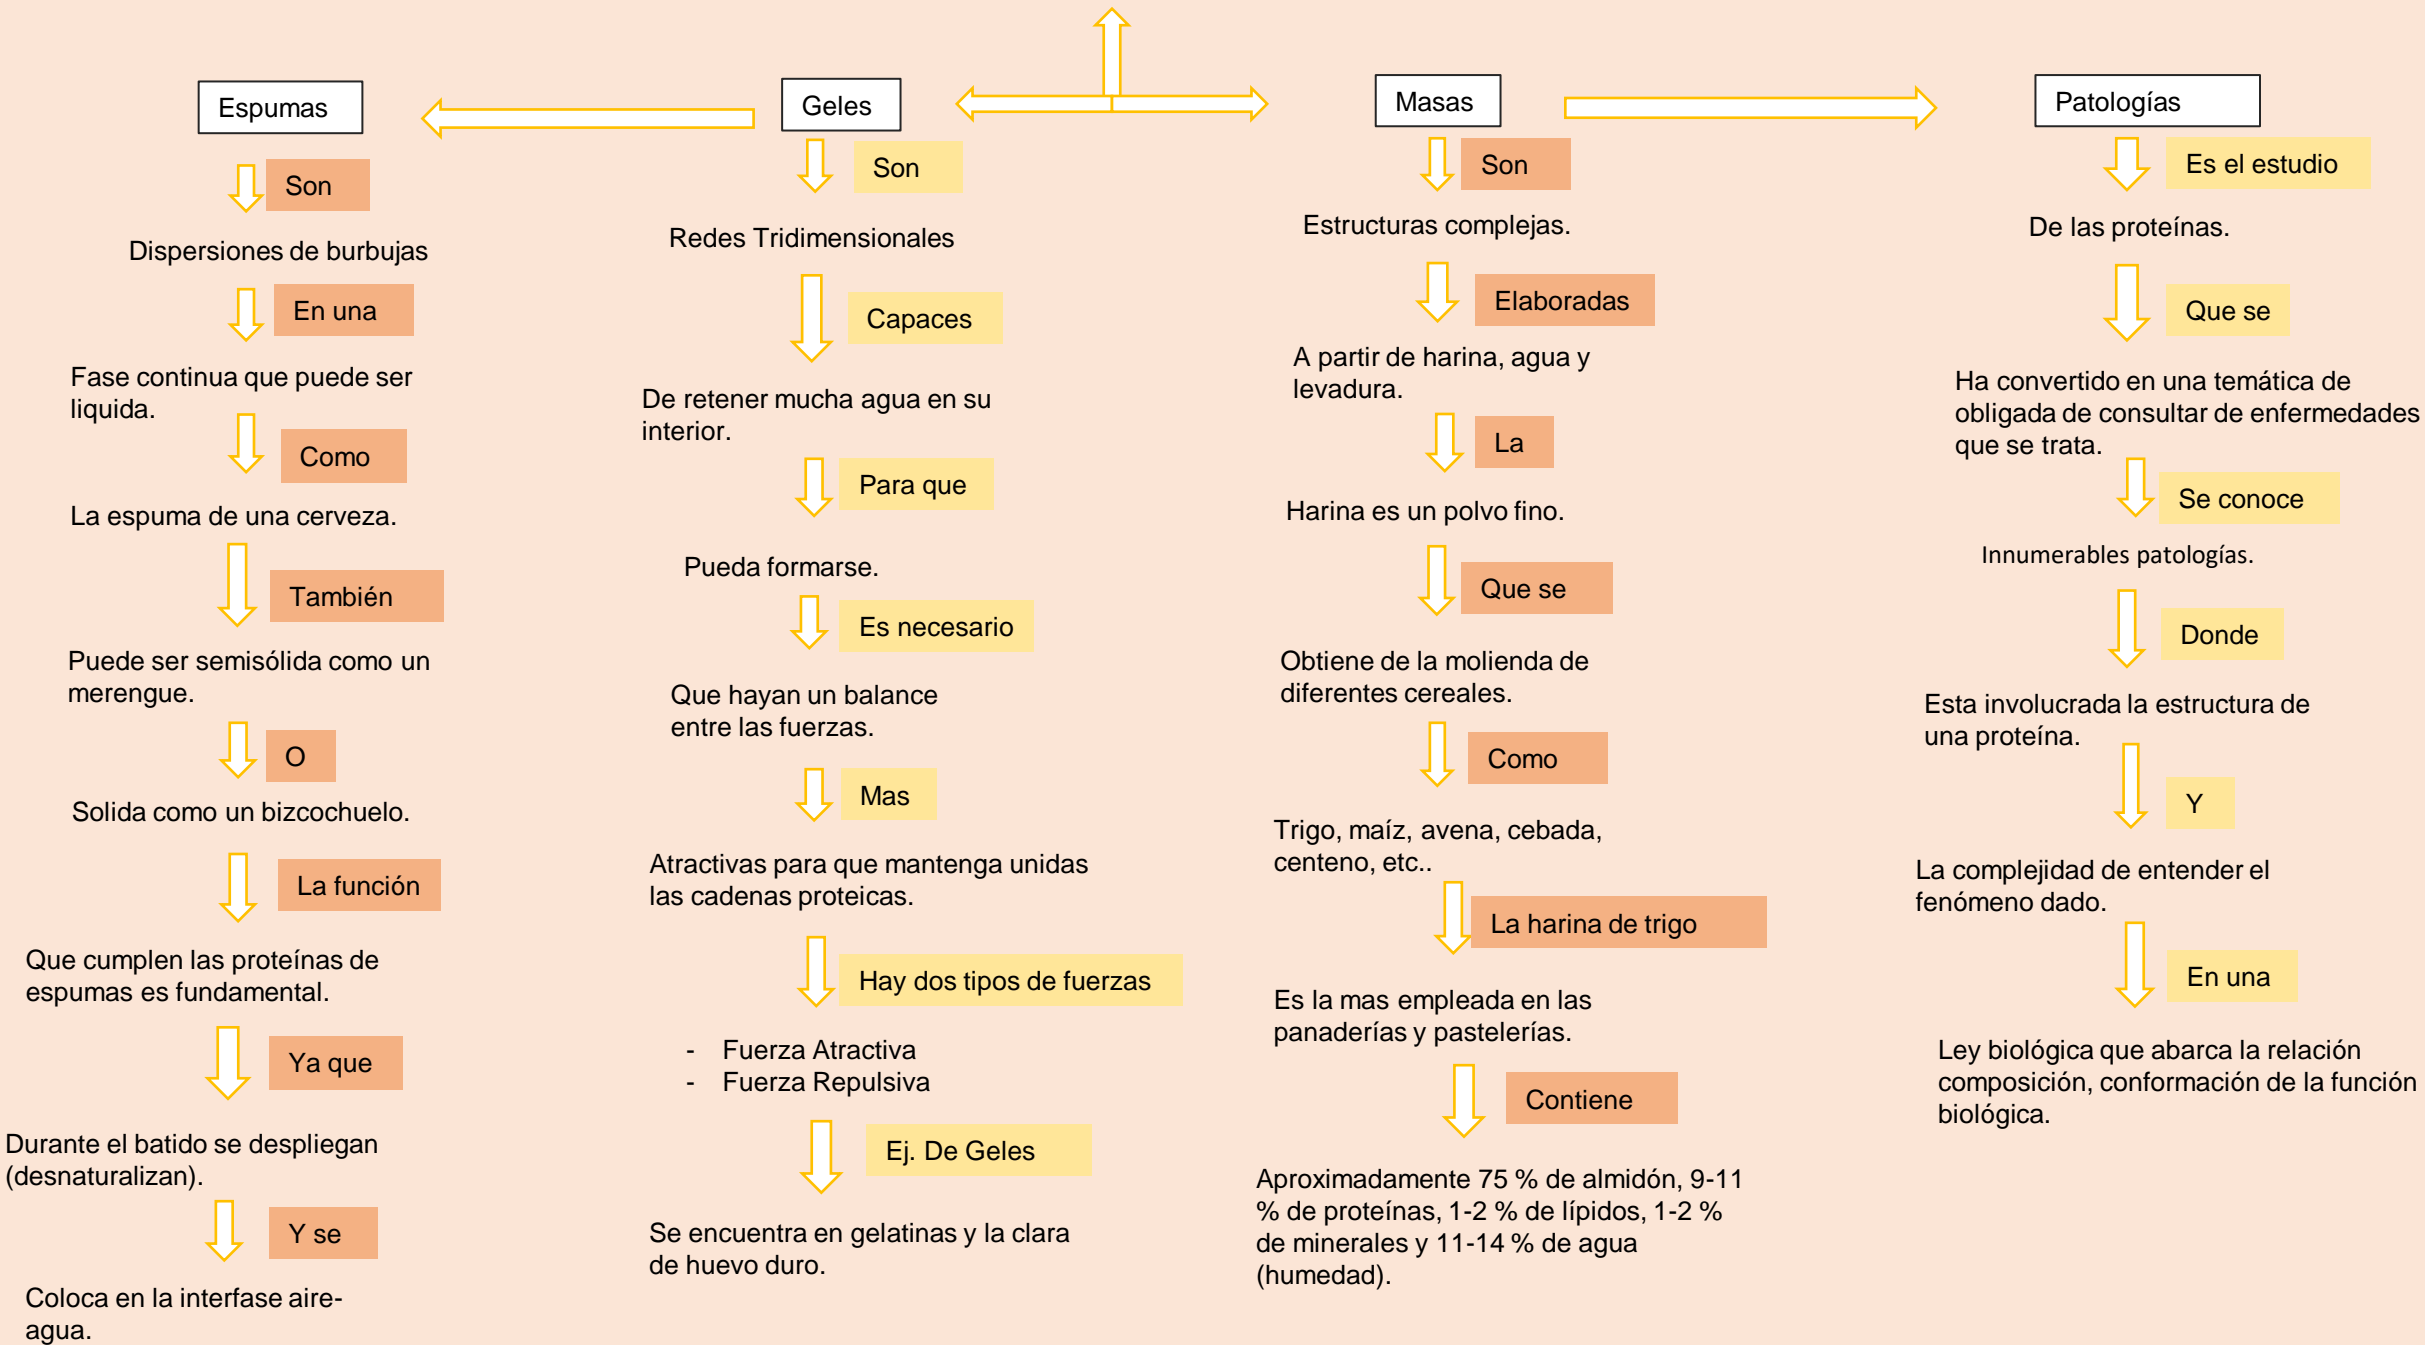 Espumas
Son
Dispersiones de burbujas
En una
Fase continua que puede ser
liquida.
Como
La espuma de una cerveza.
También
Puede ser semisólida como un
merengue.
O
Solida como un bizcochuelo.
La función
Que cumplen las proteínas de
espumas es fundamental.
Ya que
Durante el batido se despliegan
(desnaturalizan).
Y se
Coloca en la interfase aire-
agua.
Geles
Son
Redes Tridimensionales
Capaces
De retener mucha agua en su
interior.
Para que
Pueda formarse.
Es necesario
Que hayan un balance
entre las fuerzas.
Mas
Atractivas para que mantenga unidas
las cadenas proteicas.
Hay dos tipos de fuerzas
- Fuerza Atractiva
- Fuerza Repulsiva
Ej. De Geles
Se encuentra en gelatinas y la clara
de huevo duro.
Masas
Son
Estructuras complejas.
Elaboradas
A partir de harina, agua y
levadura.
La
Harina es un polvo fino.
Que se
Obtiene de la molienda de
diferentes cereales.
Como
Trigo, maíz, avena, cebada,
centeno, etc..
La harina de trigo
Es la mas empleada en las
panaderías y pastelerías.
Contiene
Aproximadamente 75 % de almidón, 9-11
% de proteínas, 1-2 % de lípidos, 1-2 %
de minerales y 11-14 % de agua
(humedad).
Patologías
Es el estudio
De las proteínas.
Que se
Ha convertido en una temática de
obligada de consultar de enfermedades
que se trata.
Se conoce
Innumerables patologías.
Donde
Esta involucrada la estructura de
una proteína.
Y
La complejidad de entender el
fenómeno dado.
En una
Ley biológica que abarca la relación
composición, conformación de la función
biológica.